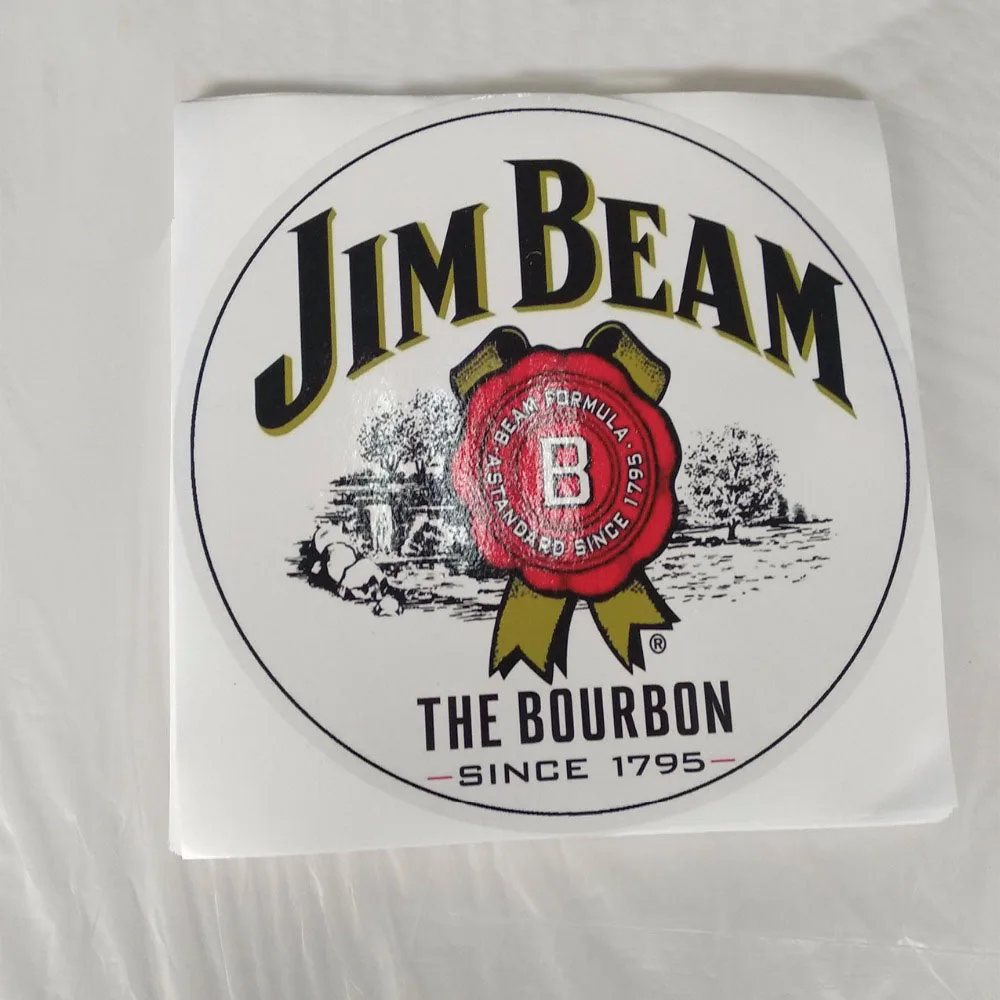 JIM BEAM
BEAM FORMULA · A STANDARD SINCE 1795 ·
B
®
THE BOURBON
SINCE 1795